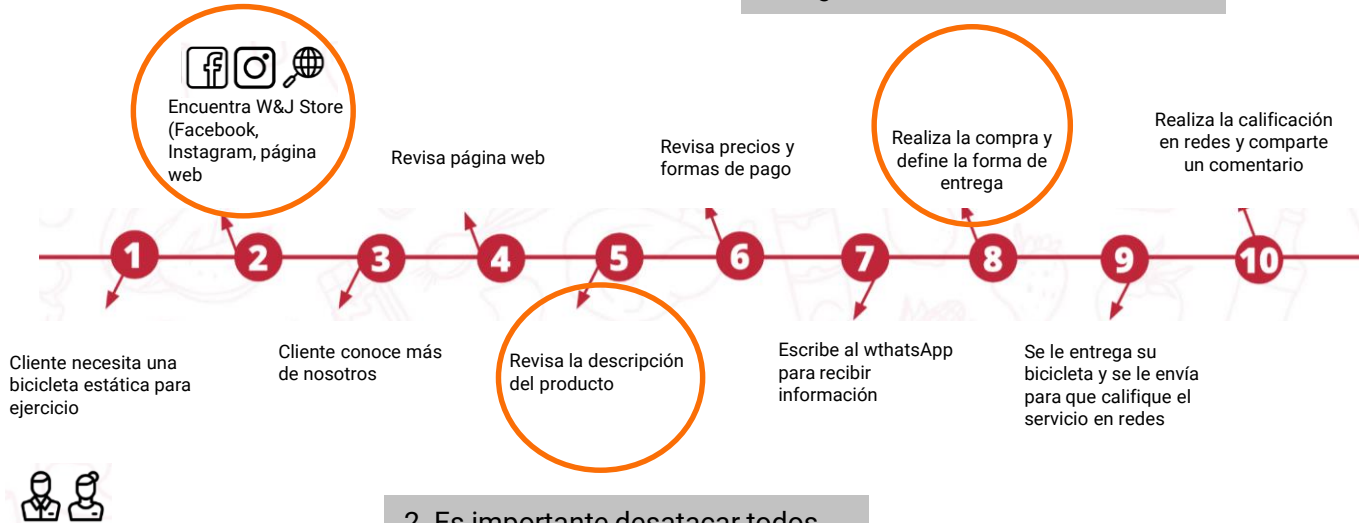 Encuentra W&J Store
(Facebook,
Instagram, página
web
Revisa página web
Revisa precios y
formas de pago
Realiza la compra y
define la forma de
entrega
Realiza la calificación
en redes y comparte
un comentario
1
2
3
4
5
6
7
8
9
10
Cliente necesita una
bicicleta estática para
ejercicio
Cliente conoce más
de nosotros
Revisa la descripción
del producto
Escribe al wthatsApp
para recibir
información
Se le entrega su
bicicleta y se le envía
para que califique el
servicio en redes
2. Es importante desatacar todos